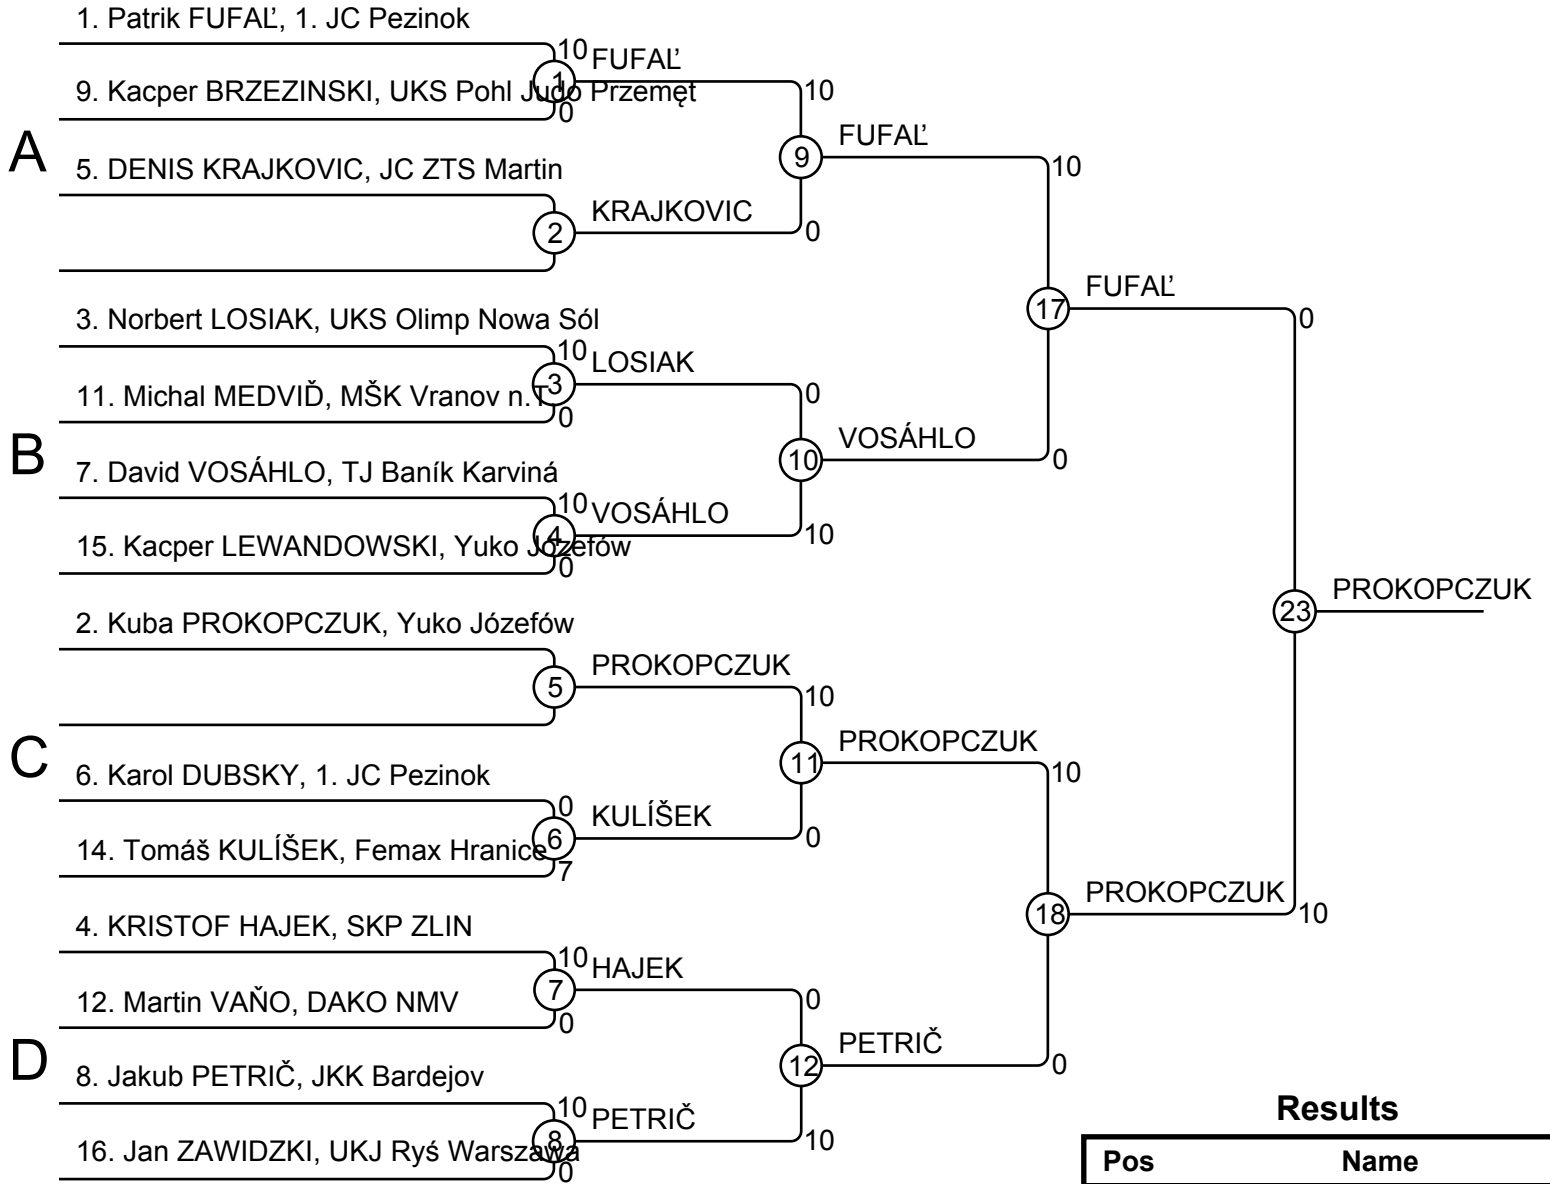 1. Patrik FUFAĽ, 1. JC Pezinok
10
FUFAĽ
1
9. Kacper BRZEZINSKI, UKS Pohl Judo Przemęt
0
10
A
FUFAĽ
9
10
5. DENIS KRAJKOVIC, JC ZTS Martin
KRAJKOVIC
2
0
FUFAĽ
17
0
3. Norbert LOSIAK, UKS Olimp Nowa Sól
10
LOSIAK
3
11. Michal MEDVIĎ, MŠK Vranov n.T.
0
0
B
VOSÁHLO
10
0
7. David VOSÁHLO, TJ Baník Karviná
10
VOSÁHLO
4
10
15. Kacper LEWANDOWSKI, Yuko Józefów
0
PROKOPCZUK
23
2. Kuba PROKOPCZUK, Yuko Józefów
PROKOPCZUK
5
10
C
PROKOPCZUK
11
10
6. Karol DUBSKY, 1. JC Pezinok
0
KULÍŠEK
6
0
14. Tomáš KULÍŠEK, Femax Hranice
7
PROKOPCZUK
18
10
4. KRISTOF HAJEK, SKP ZLIN
10
HAJEK
7
12. Martin VAŇO, DAKO NMV
0
0
D
PETRIČ
12
0
8. Jakub PETRIČ, JKK Bardejov
10
PETRIČ
8
10
16. Jan ZAWIDZKI, UKJ Ryś Warszawa
0
Results
Pos Name